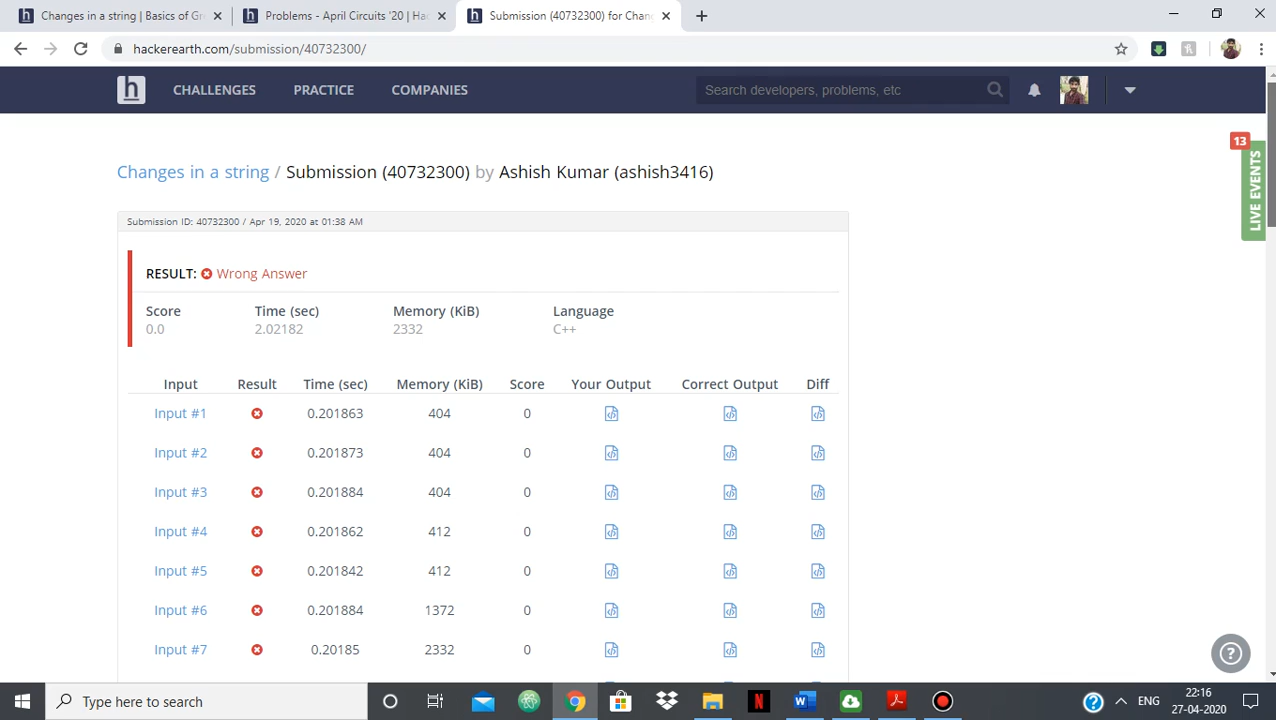 Changes in a string | Basics of Gre
Problems - April Circuits '20 | Hac
Submission (40732300) for Chang
hackerearth.com/submission/40732300/
h
CHALLENGES
PRACTICE
COMPANIES
Search developers, problems, etc
13
LIVE EVENTS
Changes in a string / Submission (40732300) by Ashish Kumar (ashish3416)
Submission ID: 40732300 / Apr 19, 2020 at 01:38 AM
RESULT: Wrong Answer
Score Time (sec) Memory (KiB) Language
0.0 2.02182 2332 C++
Input Result Time (sec) Memory (KiB) Score Your Output Correct Output Diff
Input #1 0.201863 404 0
Input #2 0.201873 404 0
Input #3 0.201884 404 0
Input #4 0.201862 412 0
Input #5 0.201842 412 0
Input #6 0.201884 1372 0
Input #7 0.20185 2332 0
Type here to search
ENG
22:16
27-04-2020